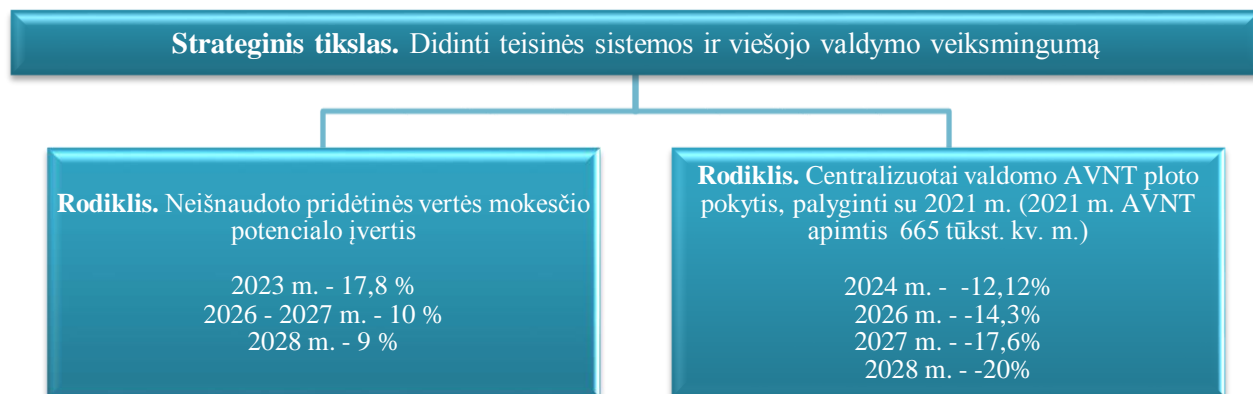 Strateginis tikslas. Didinti teisinės sistemos ir viešojo valdymo veiksmingumą
Rodiklis. Neišnaudoto pridėtinės vertės mokesčio
potencialo įvertis
2023 m. - 17,8 %
2026 - 2027 m. - 10 %
2028 m. - 9 %
Rodiklis. Centralizuotai valdomo AVNT ploto
pokytis, palyginti su 2021 m. (2021 m. AVNT
apimtis 665 tūkst. kv. m.)
2024 m. - -12,12%
2026 m. - -14,3%
2027 m. - -17,6%
2028 m. - -20%